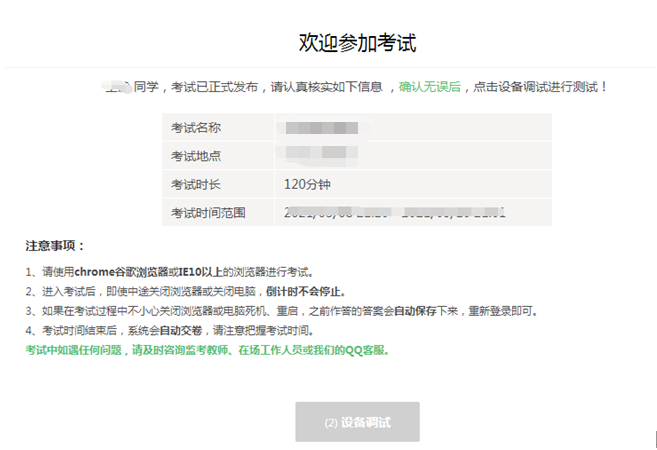 欢迎参加考试
同学，考试已正式发布，请认真核实如下信息 ，确认无误后，点击设备调试进行测试！
考试名称
考试地点
考试时长 120分钟
考试时间范围
注意事项：
1、请使用chrome谷歌浏览器或IE10以上的浏览器进行考试。
2、进入考试后，即使中途关闭浏览器或关闭电脑，倒计时不会停止。
3、如果在考试过程中不小心关闭浏览器或电脑死机、重启，之前作答的答案会自动保存下来，重新登录即可。
4、考试时间结束后，系统会自动交卷，请注意把握考试时间。
考试中如遇任何问题，请及时咨询监考教师、在场工作人员或我们的QQ客服。
(2) 设备调试